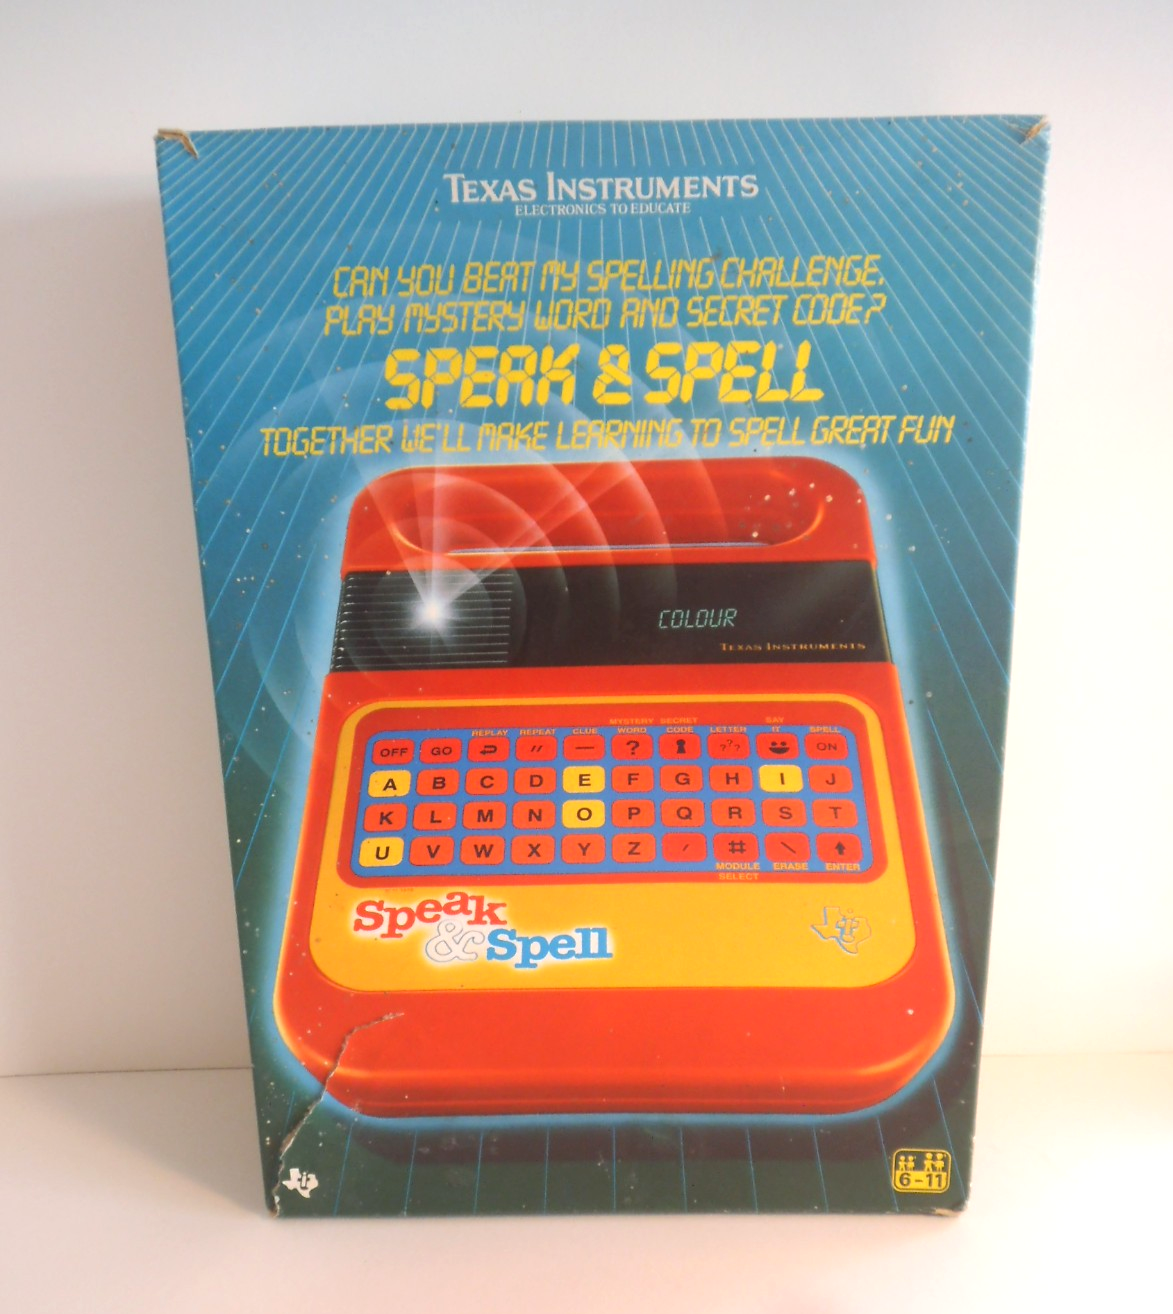 TEXAS INSTRUMENTS
ELECTRONICS TO EDUCATE
CAN YOU BEAT MY SPELLING CHALLENGE,
PLAY MYSTERY WORD AND SECRET CODE?
SPEAK & SPELL
TOGETHER WE'LL MAKE LEARNING TO SPELL GREAT FUN
COLOUR
TEXAS INSTRUMENTS
REPLAY REPEAT CLUE MYSTERY WORD SECRET CODE LETTER SAY IT SPELL
OFF GO " — ? ??? ON
A B C D E F G H I J
K L M N O P Q R S T
U V W X Y Z ' # \
MODULE SELECT ERASE ENTER
Speak
& Spell
6-11